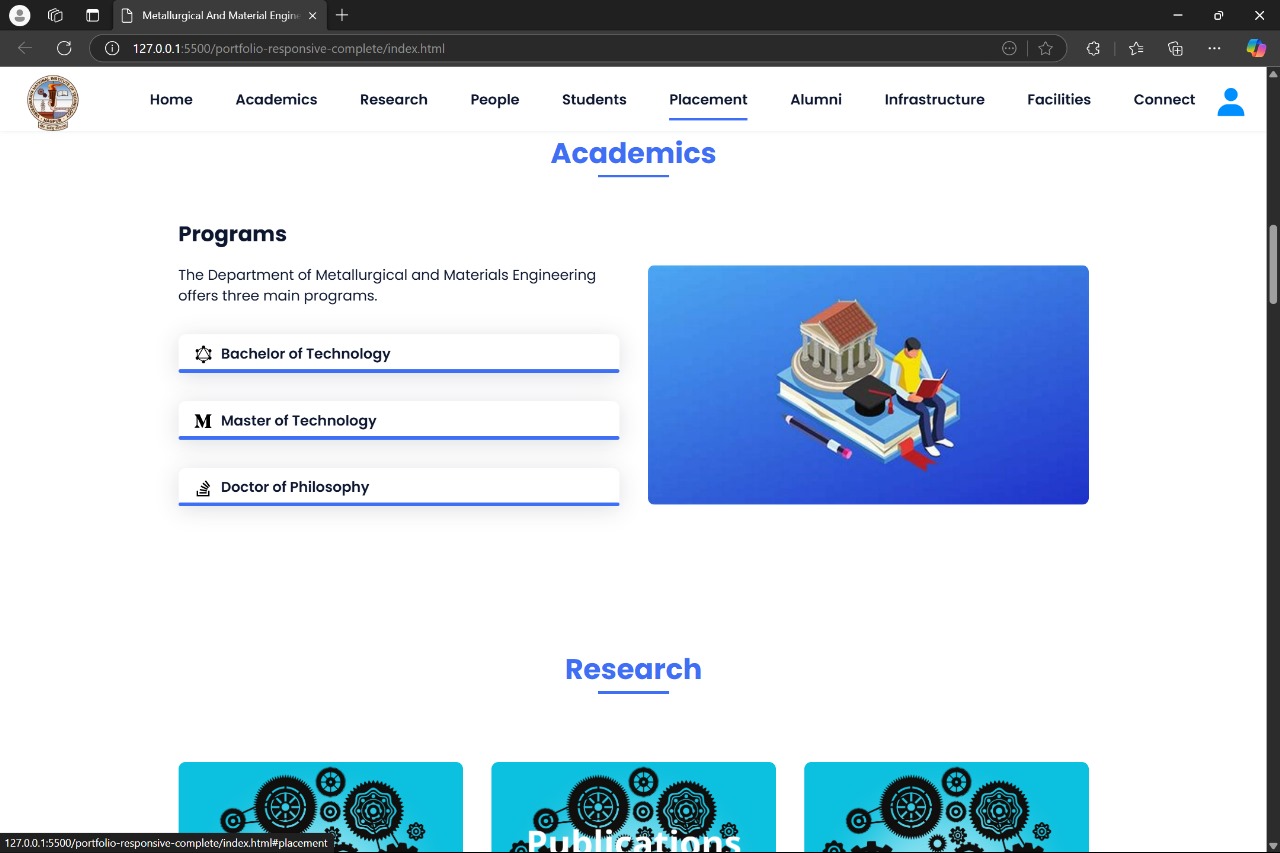 Metallurgical And Material Engin
127.0.0.1:5500/portfolio-responsive-complete/index.html
Home Academics Research People Students Placement Alumni Infrastructure Facilities Connect
Academics
Programs
The Department of Metallurgical and Materials Engineering
offers three main programs.
Bachelor of Technology
M Master of Technology
Doctor of Philosophy
Research
Publications
127.0.0.1:5500/portfolio-responsive-complete/index.html#placement